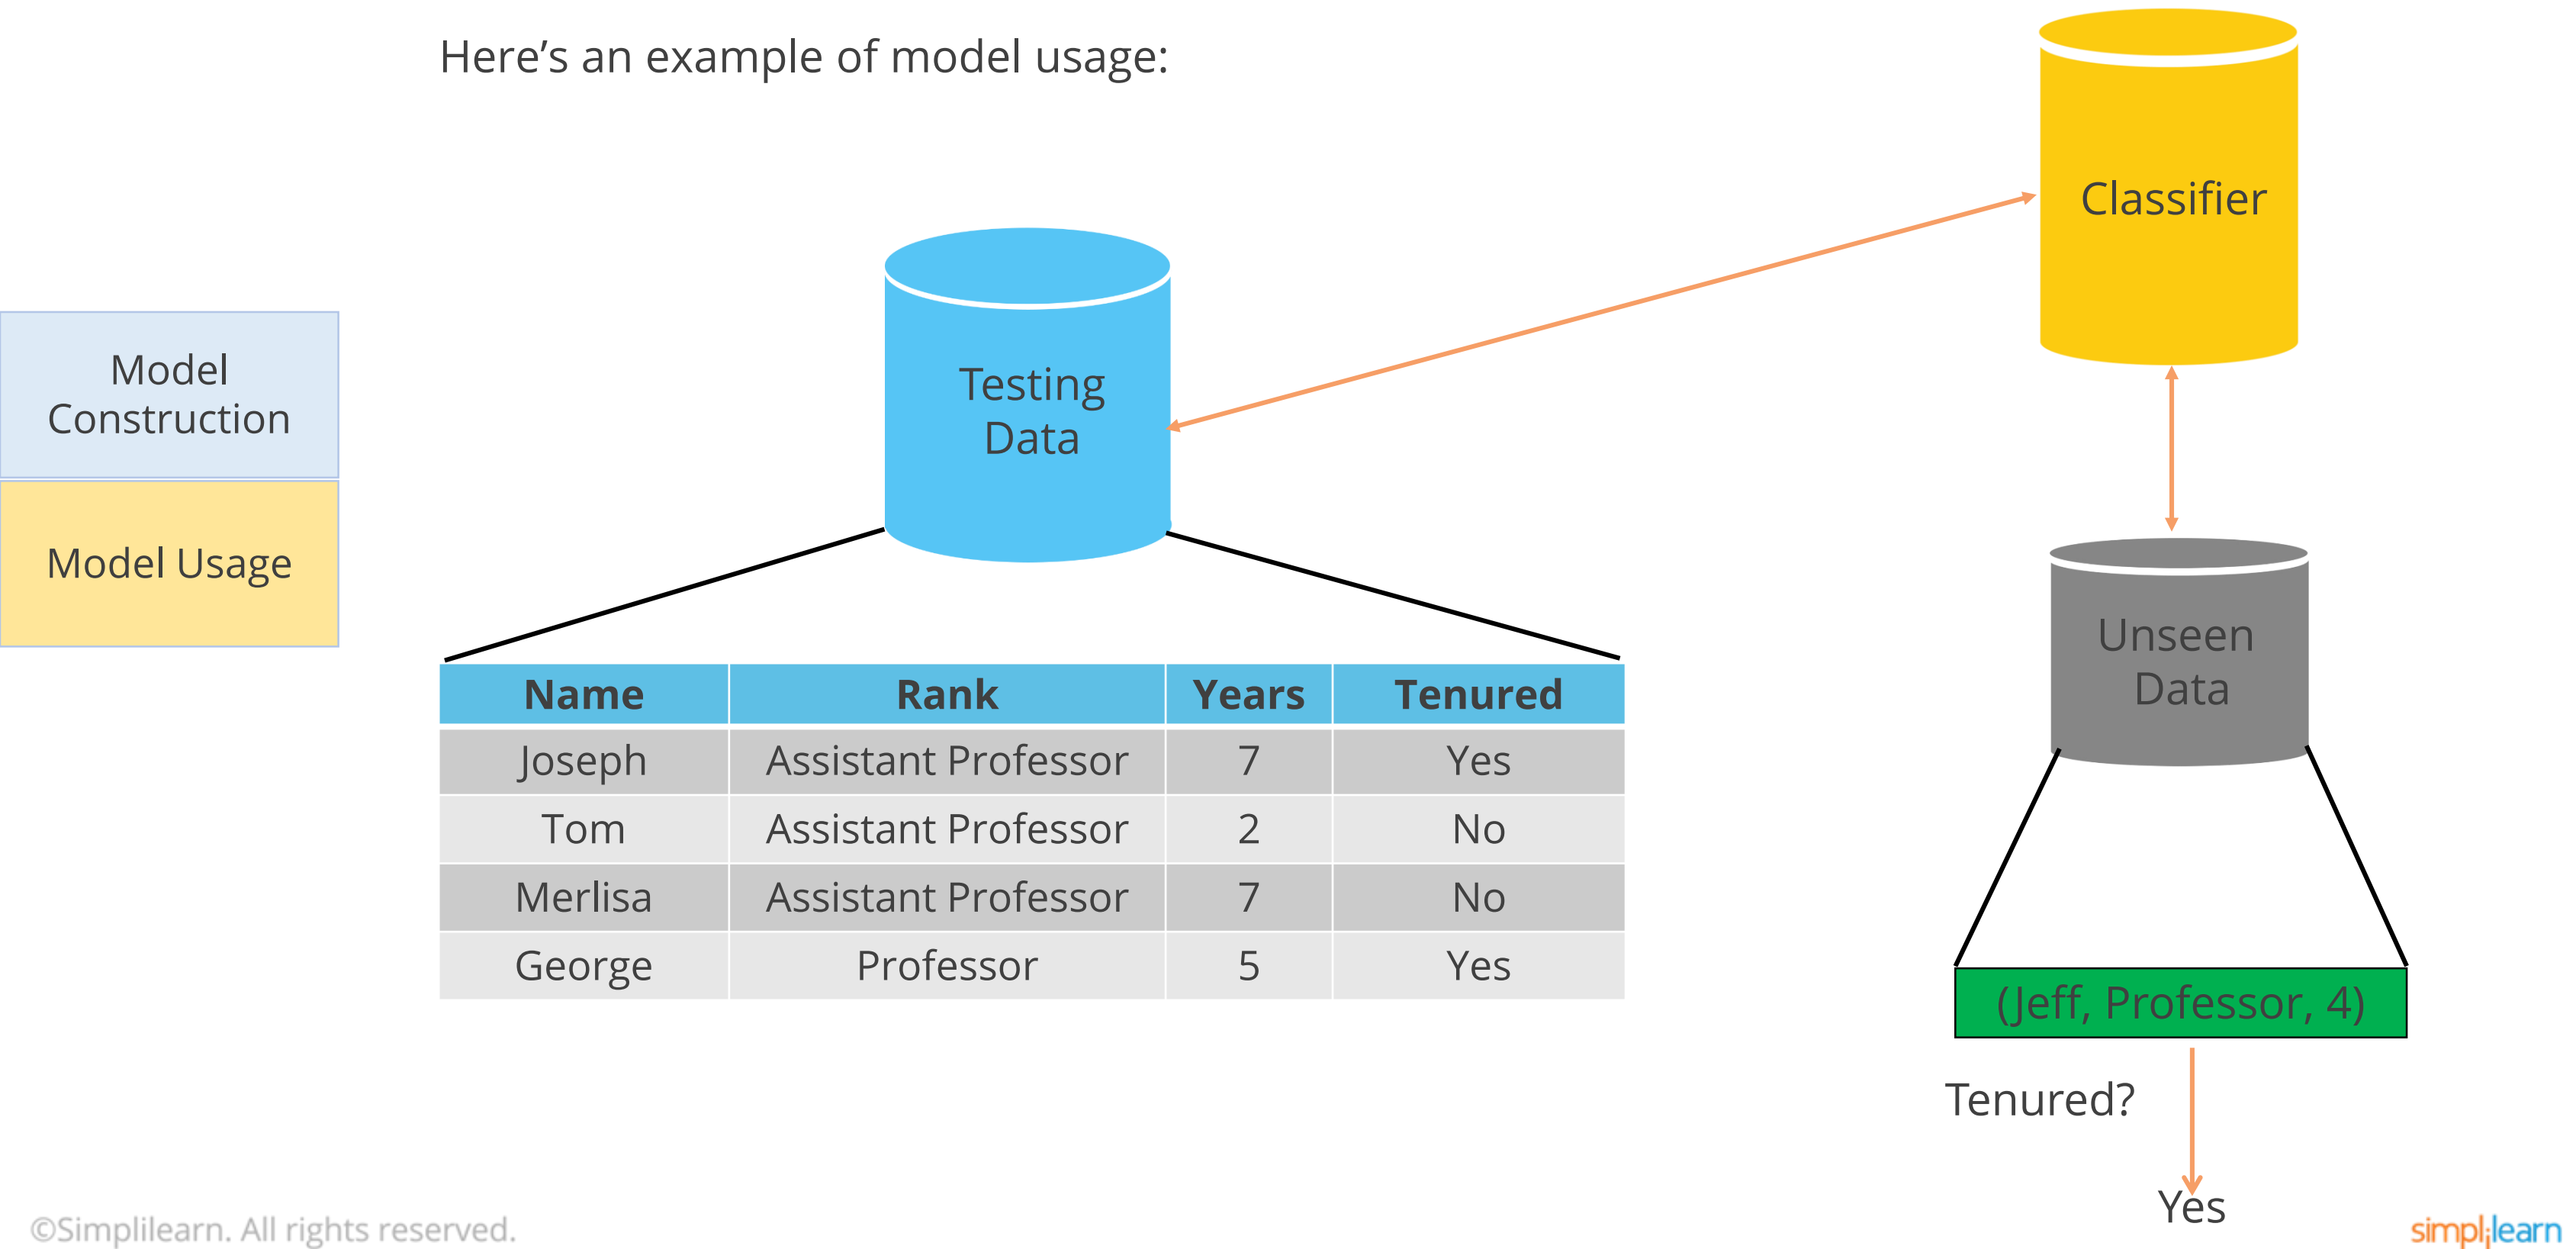 Here’s an example of model usage:
Classifier
Testing
Data
Model
Construction
Model Usage
Unseen
Data
Name Rank Years Tenured
Joseph Assistant Professor 7 Yes
Tom Assistant Professor 2 No
Merlisa Assistant Professor 7 No
George Professor 5 Yes
(Jeff, Professor, 4)
Tenured?
Yes
©Simplilearn. All rights reserved.
simplilearn